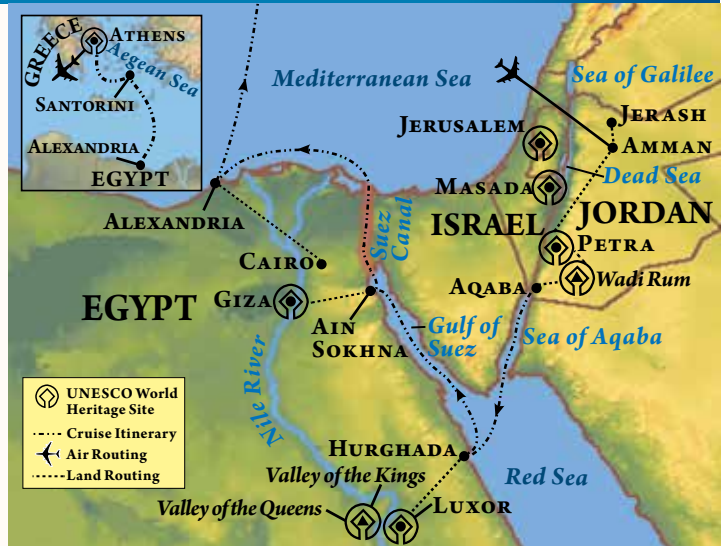 GREECE
ATHENS
Aegean Sea
SANTORINI
ALEXANDRIA
EGYPT
Mediterranean Sea
Sea of Galilee
JERUSALEM
JERASH
AMMAN
MASADA
Dead Sea
ALEXANDRIA
Suez
Canal
ISRAEL
JORDAN
CAIRO
PETRA
EGYPT
GIZA
AQABA
Wadi Rum
AIN
SOKHNA
Gulf of
Suez
Sea of Aqaba
Nile River
UNESCO World
Heritage Site
Cruise Itinerary
Air Routing
Land Routing
HURGHADA
Valley of the Kings
Red Sea
Valley of the Queens
LUXOR